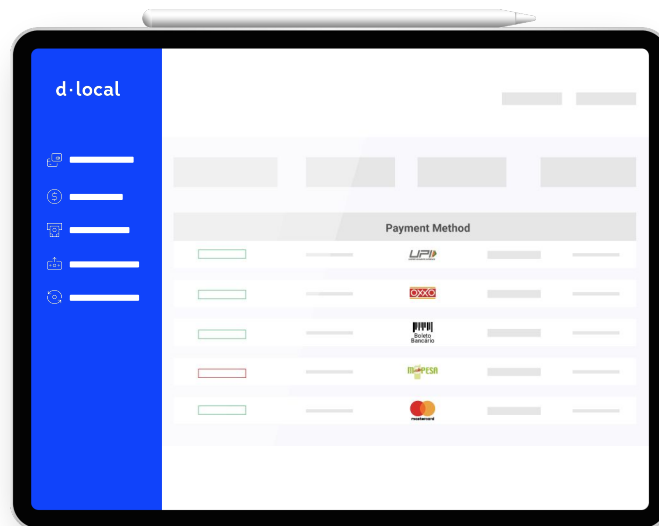 d·local
Payment Method
UPI
OXXO
Boleto
Bancário
M-PESA
mastercard